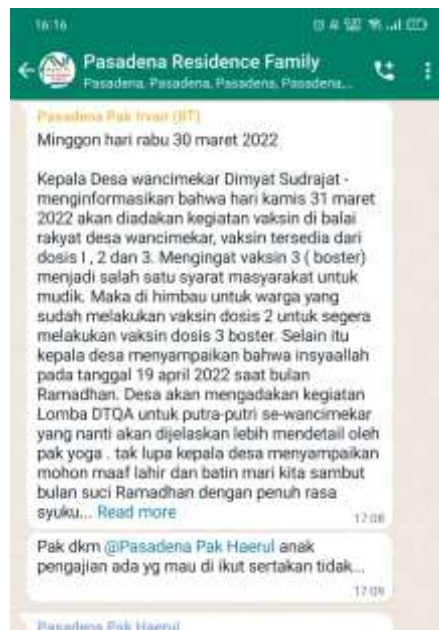 16:16
Pasadena Residence Family
Pasadena, Pasadena, Pasadena, Pasadena...
Pasadena Pak Irvan (RT)
Minggon hari rabu 30 maret 2022
Kepala Desa wancimekar Dimyat Sudrajat -
menginformasikan bahwa hari kamis 31 maret
2022 akan diadakan kegiatan vaksin di balai
rakyat desa wancimekar, vaksin tersedia dari
dosis I , 2 dan 3. Mengingat vaksin 3 ( boster)
menjadi salah satu syarat masyarakat untuk
mudik. Maka di himbau untuk warga yang
sudah melakukan vaksin dosis 2 untuk segera
melakukan vaksin dosis 3 boster. Selain itu
kepala desa menyampaikan bahwa insyaallah
pada tanggal 19 april 2022 saat bulan
Ramadhan. Desa akan mengadakan kegiatan
Lomba DTQA untuk putra-putri se-wancimekar
yang nanti akan dijelaskan lebih mendetail oleh
pak yoga . tak lupa kepala desa menyampaikan
mohon maaf lahir dan batin mari kita sambut
bulan suci Ramadhan dengan penuh rasa
syuku... Read more
17:08
Pak dkm @Pasadena Pak Haerul anak
pengajian ada yg mau di ikut sertakan tidak...
17:09
Pasadena Pak Haerul